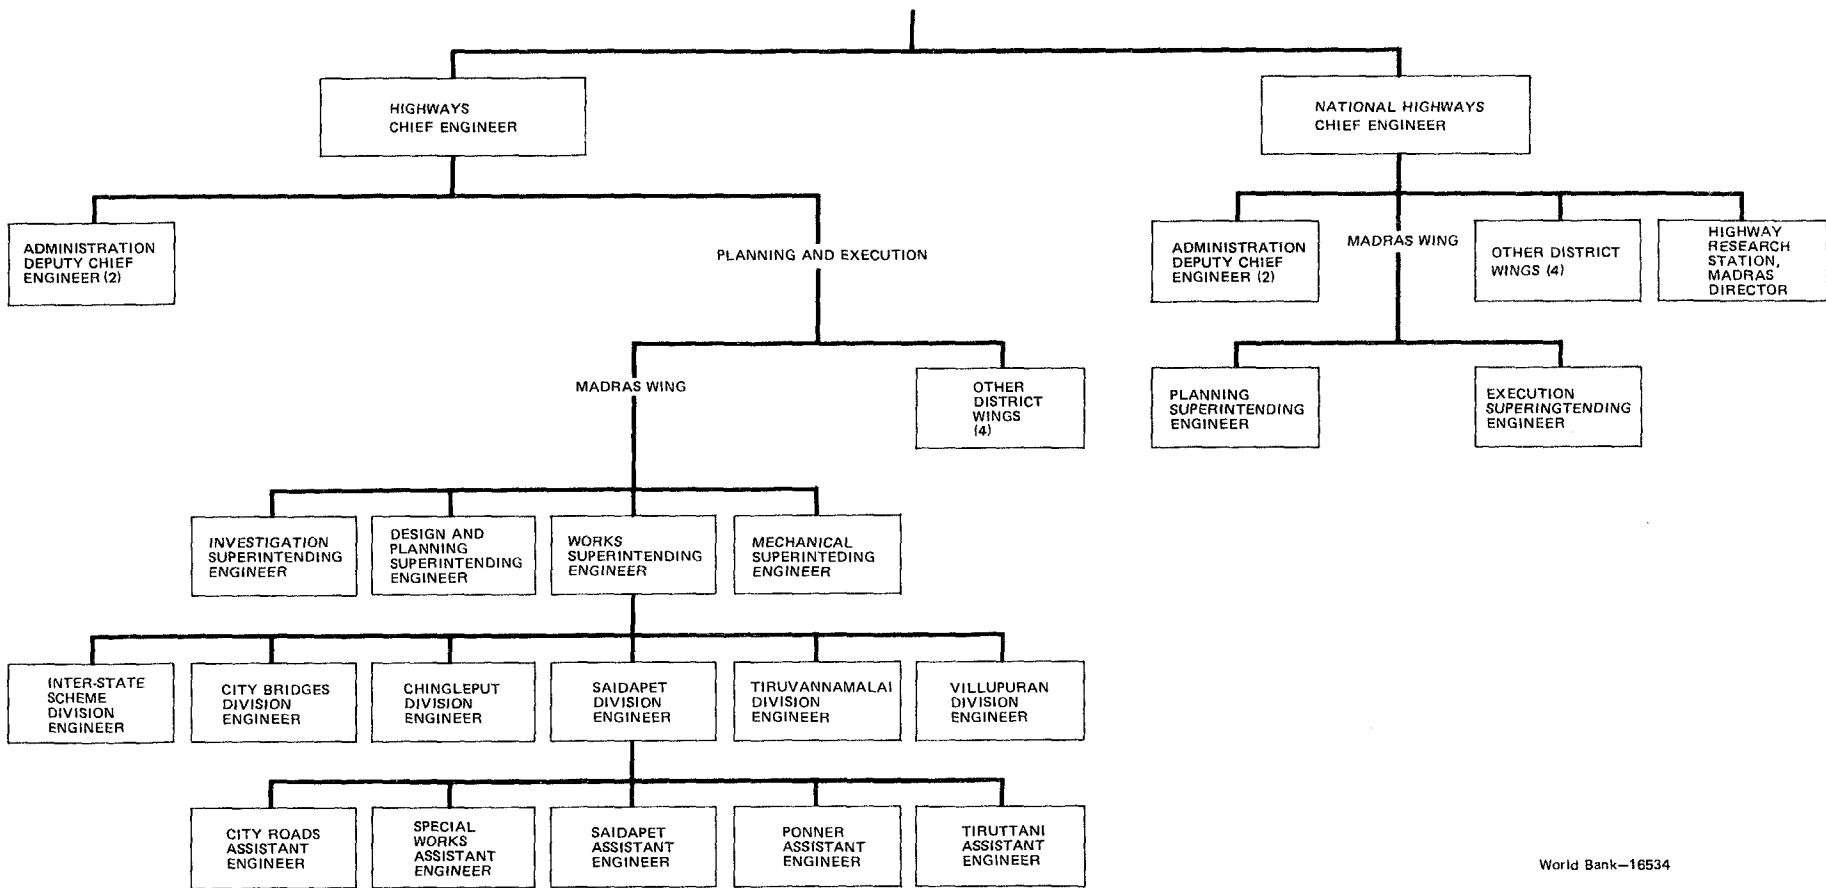 HIGHWAYS
CHIEF ENGINEER
NATIONAL HIGHWAYS
CHIEF ENGINEER
ADMINISTRATION
DEPUTY CHIEF
ENGINEER (2)
PLANNING AND EXECUTION
ADMINISTRATION
DEPUTY CHIEF
ENGINEER (2)
MADRAS WING
OTHER DISTRICT
WINGS (4)
HIGHWAY
RESEARCH
STATION,
MADRAS
DIRECTOR
MADRAS WING
OTHER
DISTRICT
WINGS
(4)
PLANNING
SUPERINTENDING
ENGINEER
EXECUTION
SUPERINGTENDING
ENGINEER
INVESTIGATION
SUPERINTENDING
ENGINEER
DESIGN AND
PLANNING
SUPERINTENDING
ENGINEER
WORKS
SUPERINTENDING
ENGINEER
MECHANICAL
SUPERINTEDING
ENGINEER
INTER-STATE
SCHEME
DIVISION
ENGINEER
CITY BRIDGES
DIVISION
ENGINEER
CHINGLEPUT
DIVISION
ENGINEER
SAIDAPET
DIVISION
ENGINEER
TIRUVANNAMALAI
DIVISION
ENGINEER
VILLUPURAN
DIVISION
ENGINEER
CITY ROADS
ASSISTANT
ENGINEER
SPECIAL
WORKS
ASSISTANT
ENGINEER
SAIDAPET
ASSISTANT
ENGINEER
PONNER
ASSISTANT
ENGINEER
TIRUTTANI
ASSISTANT
ENGINEER
World Bank—16534